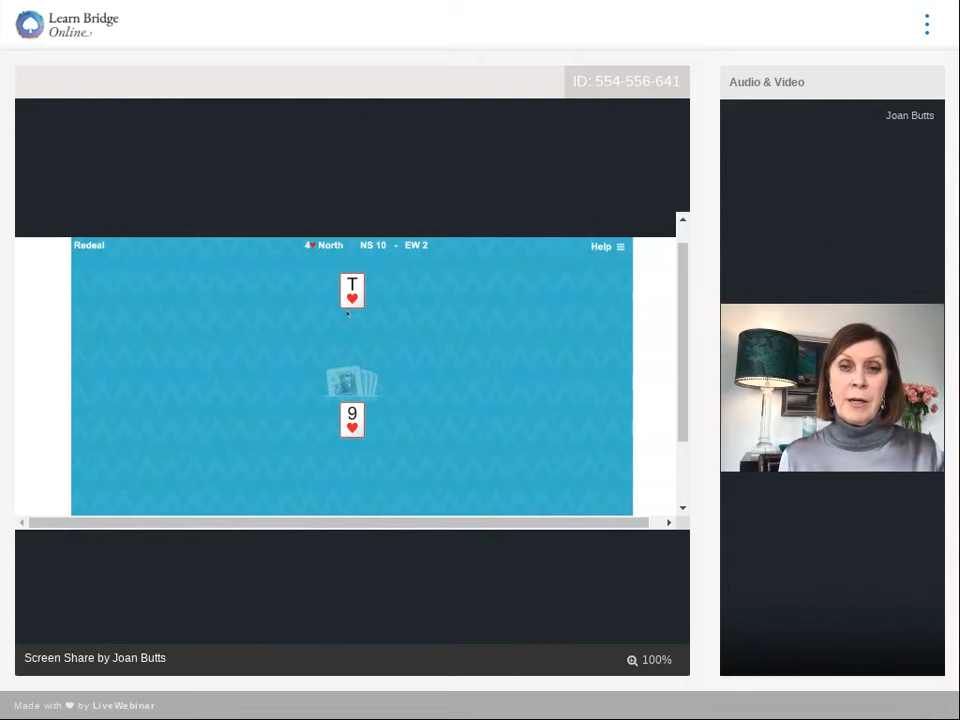 Learn Bridge
Online
ID: 554-556-641
Audio & Video
Joan Butts
Redeal
4♥ North NS 10 - EW 2
Help ≡
T
♥
9
♥
Screen Share by Joan Butts
100%
Made with ♥ by LiveWebinar